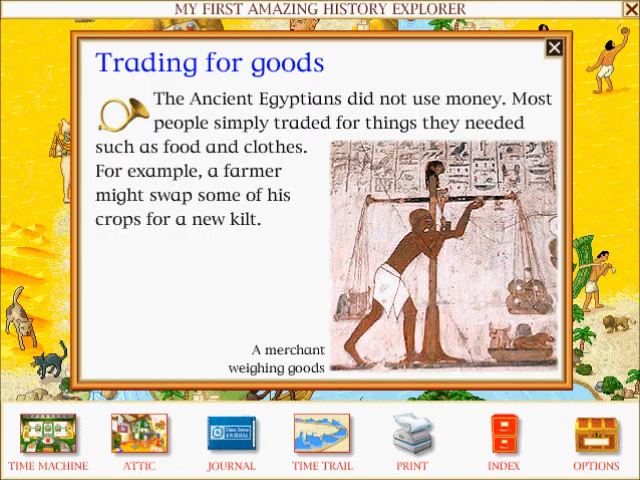 MY FIRST AMAZING HISTORY EXPLORER
Trading for goods
The Ancient Egyptians did not use money. Most
people simply traded for things they needed
such as food and clothes.
For example, a farmer
might swap some of his
crops for a new kilt.
A merchant
weighing goods
JOURNAL
TIME MACHINE
ATTIC
JOURNAL
TIME TRAIL
PRINT
INDEX
OPTIONS